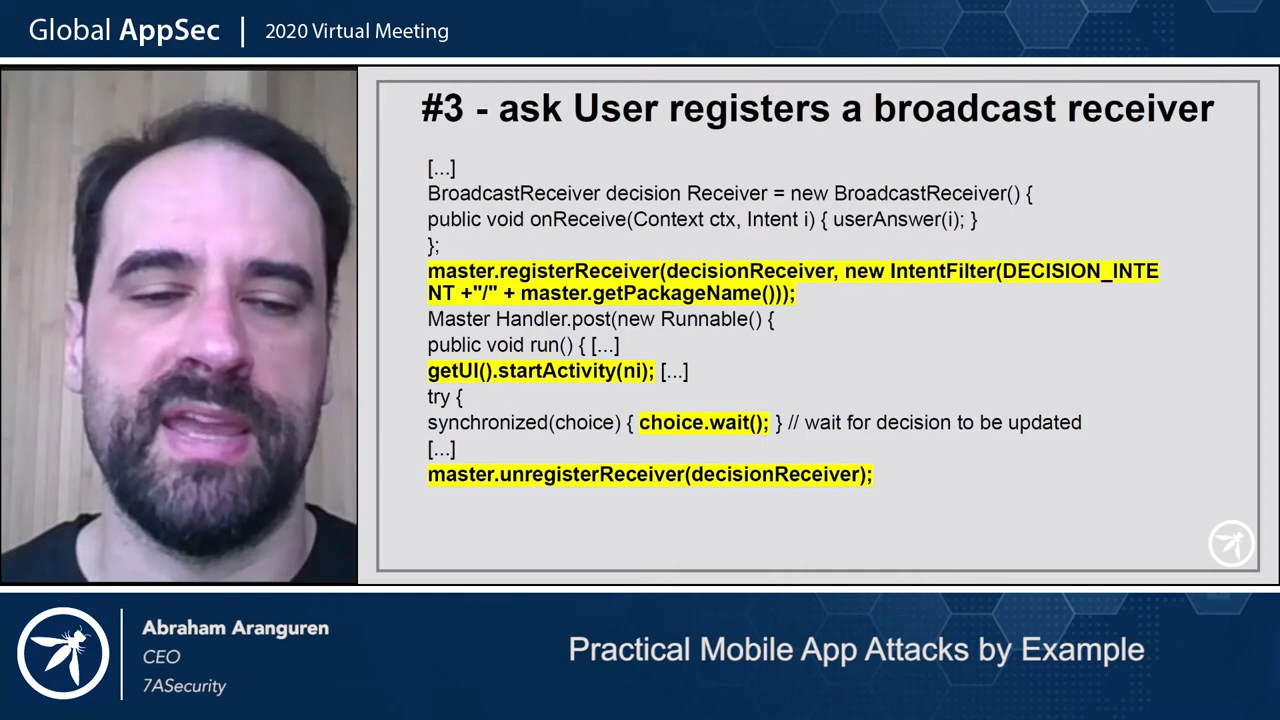 Global AppSec | 2020 Virtual Meeting
#3 - ask User registers a broadcast receiver
[...]
BroadcastReceiver decision Receiver = new BroadcastReceiver() {
public void onReceive(Context ctx, Intent i) { userAnswer(i); }
};
master.registerReceiver(decisionReceiver, new IntentFilter(DECISION_INTE
NT +"/" + master.getPackageName()));
Master Handler.post(new Runnable() {
public void run() { [...]
getUI().startActivity(ni); [...]
try {
synchronized(choice) { choice.wait(); } // wait for decision to be updated
[...]
master.unregisterReceiver(decisionReceiver);
Abraham Aranguren
CEO
7ASecurity
Practical Mobile App Attacks by Example